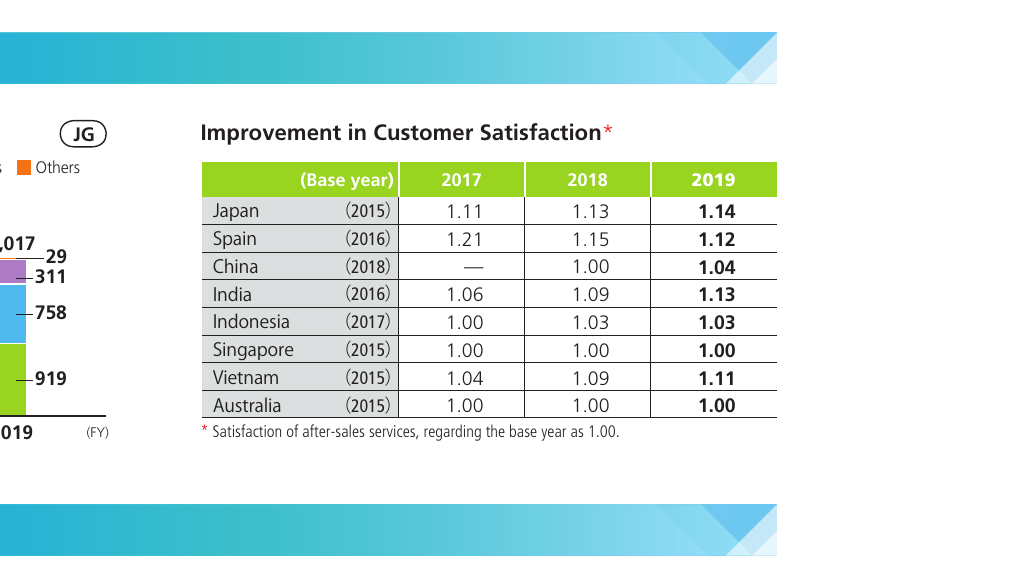 JG
Others
,017
29
311
758
919
019 (FY)
Improvement in Customer Satisfaction*
(Base year) 2017 2018 2019
Japan (2015) 1.11 1.13 1.14
Spain (2016) 1.21 1.15 1.12
China (2018) — 1.00 1.04
India (2016) 1.06 1.09 1.13
Indonesia (2017) 1.00 1.03 1.03
Singapore (2015) 1.00 1.00 1.00
Vietnam (2015) 1.04 1.09 1.11
Australia (2015) 1.00 1.00 1.00
* Satisfaction of after-sales services, regarding the base year as 1.00.